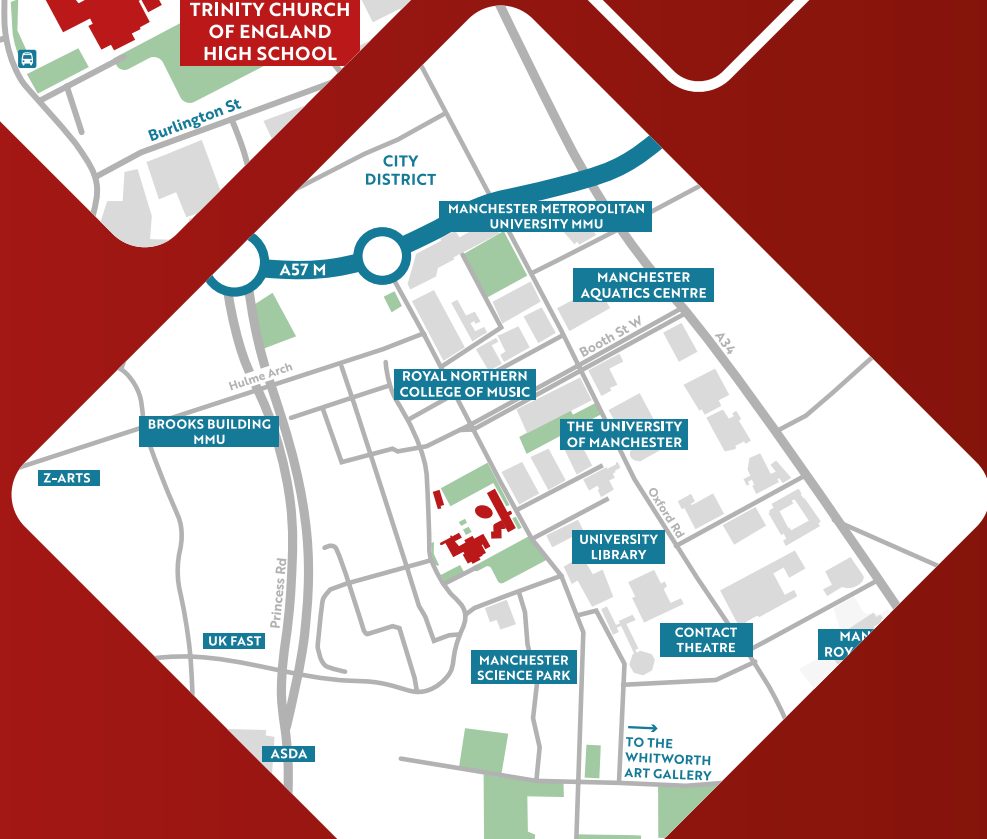 TRINITY CHURCH
OF ENGLAND
HIGH SCHOOL
Burlington St
CITY
DISTRICT
MANCHESTER METROPOLITAN
UNIVERSITY MMU
A57 M
MANCHESTER
AQUATICS CENTRE
Booth St W
A34
Hulme Arch
ROYAL NORTHERN
COLLEGE OF MUSIC
BROOKS BUILDING
MMU
THE UNIVERSITY
OF MANCHESTER
Z-ARTS
Oxford Rd
UNIVERSITY
LIBRARY
Princess Rd
UK FAST
CONTACT
THEATRE
MAN
ROY
MANCHESTER
SCIENCE PARK
TO THE
WHITWORTH
ART GALLERY
ASDA